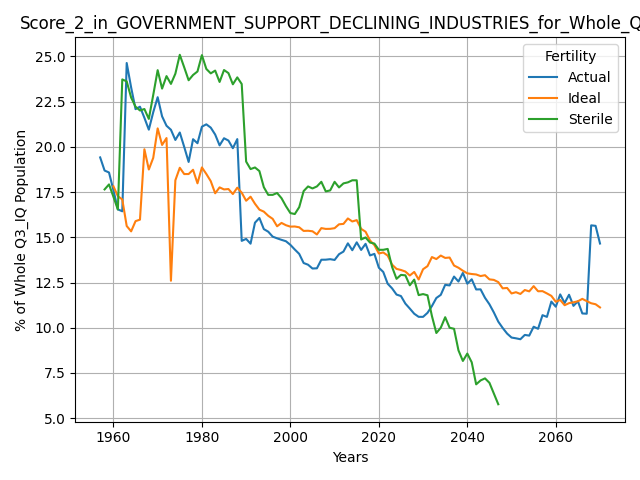 Score_2_in_GOVERNMENT_SUPPORT_DECLINING_INDUSTRIES_for_Whole_Q
25.0
22.5
20.0
17.5
15.0
12.5
10.0
7.5
5.0
% of Whole Q3_IQ Population
Fertility
Actual
Ideal
Sterile
1960 1980 2000 2020 2040 2060
Years